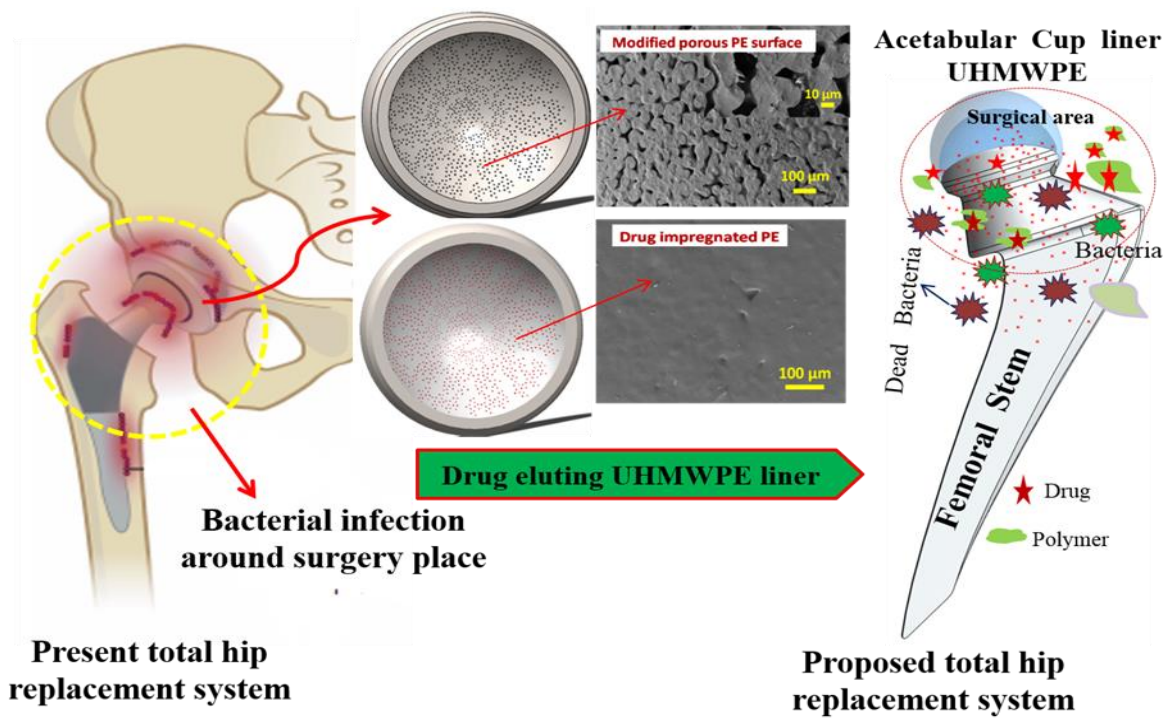 Modified porous PE surface
10 μm
100 μm
Drug impregnated PE
100 μm
Drug eluting UHMWPE liner
Bacterial infection
around surgery place
Present total hip
replacement system
Acetabular Cup liner
UHMWPE
Surgical area
Bacteria
Dead Bacteria
Femoral Stem
Drug
Polymer
Proposed total hip
replacement system